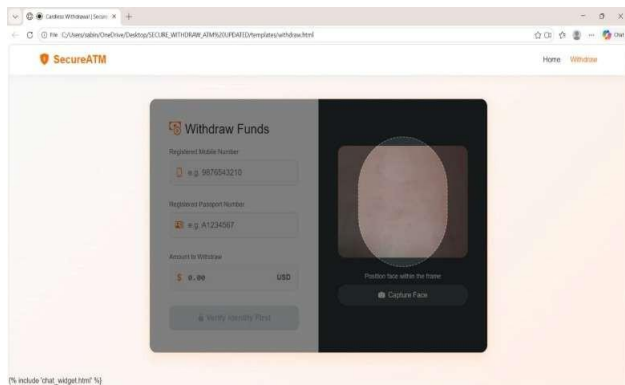 Cardless Withdrawal | Secure
File C:/Users/sabin/OneDrive/Desktop/SECURE_WITHDRAW_ATM%20UPDATED/templates/withdraw.html
SecureATM
Home Withdraw
Withdraw Funds
Registered Mobile Number
e.g. 9876543210
Registered Passport Number
e.g. A1234567
Amount to Withdraw
$ 0.00 USD
Verify Identity First
Position face within the frame
Capture Face
{% include 'chat_widget.html' %}